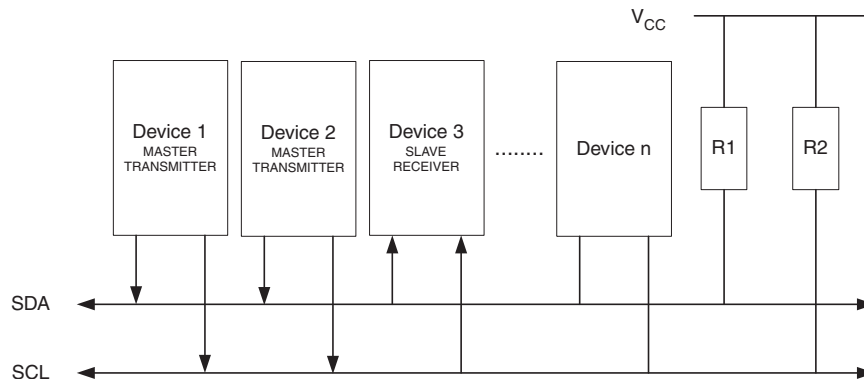 VCC
Device 1
MASTER
TRANSMITTER
Device 2
MASTER
TRANSMITTER
Device 3
SLAVE
RECEIVER
........
Device n
R1
R2
SDA
SCL